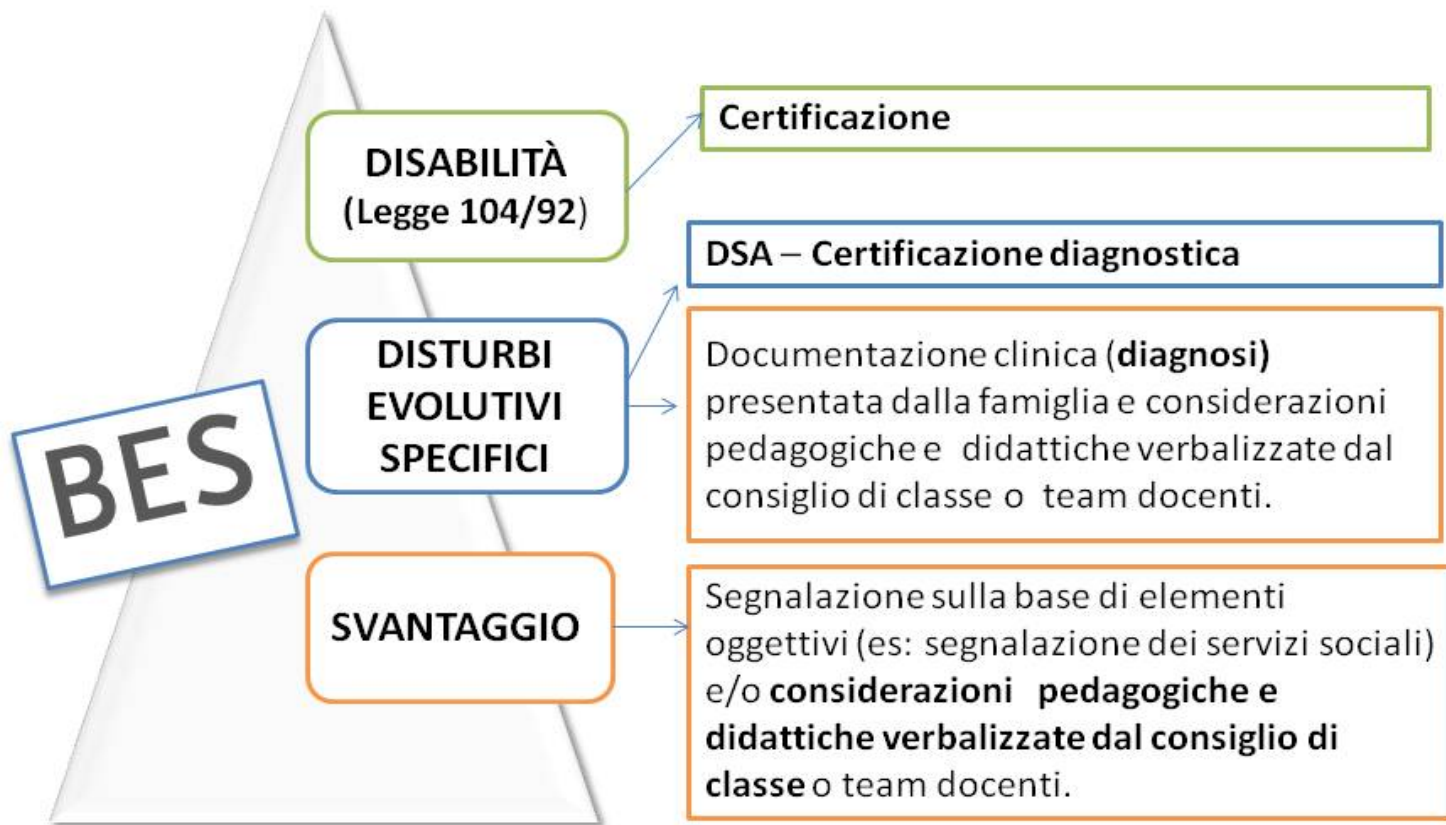 BES
DISABILITÀ
(Legge 104/92)
Certificazione
DISTURBI
EVOLUTIVI
SPECIFICI
DSA – Certificazione diagnostica
Documentazione clinica (diagnosi)
presentata dalla famiglia e considerazioni
pedagogiche e didattiche verbalizzate dal
consiglio di classe o team docenti.
SVANTAGGIO
Segnalazione sulla base di elementi
oggettivi (es: segnalazione dei servizi sociali)
e/o considerazioni pedagogiche e
didattiche verbalizzate dal consiglio di
classe o team docenti.